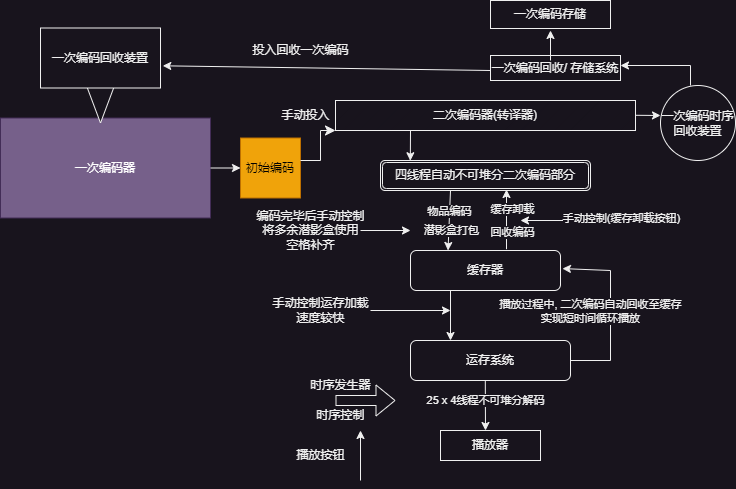 一次编码存储
一次编码回收装置
投入回收一次编码
一次编码回收/ 存储系统
手动投入
二次编码器(转译器)
一次编码时序
回收装置
一次编码器
初始编码
四线程自动不可堆分二次编码部分
物品编码
潜影盒打包
缓存卸载
回收编码
手动控制(缓存卸载按钮)
编码完毕后手动控制
将多余潜影盒使用
空格补齐
缓存器
手动控制运存加载
速度较快
播放过程中, 二次编码自动回收至缓存
实现短时间循环播放
运存系统
时序发生器
时序控制
25 x 4线程不可堆分解码
播放按钮
播放器